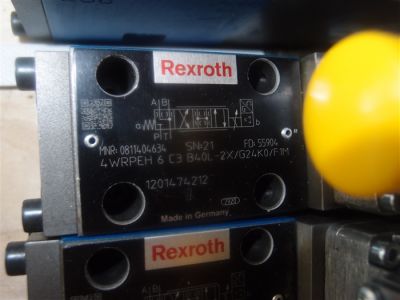 Rexroth
A B
a
P T
MNR: 0811404634 SN:21 FD: 55904
4WRPEH 6 C3 B40L-2X/G24K0/F1M
1201474212
Made in Germany
Rexroth